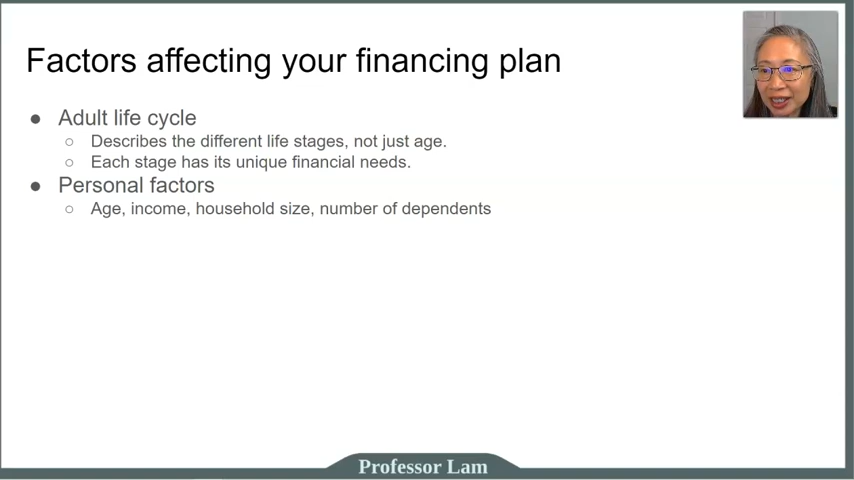 Factors affecting your financing plan
● Adult life cycle
○ Describes the different life stages, not just age.
○ Each stage has its unique financial needs.
● Personal factors
○ Age, income, household size, number of dependents
Professor Lam